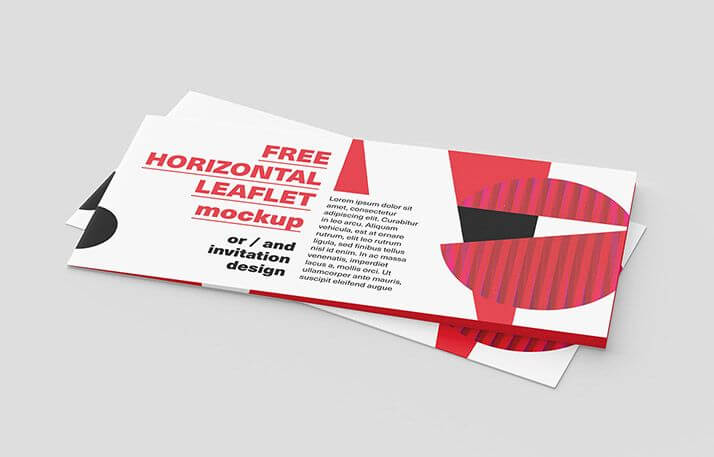 FREE
HORIZONTAL
LEAFLET
mockup
or / and
invitation
design
Lorem ipsum dolor sit
amet, consectetur
adipiscing elit. Curabitur
in leo arcu. Aliquam
vehicula, est at ornare
rutrum, elit leo rutrum
ligula, sed finibus tellus
nisl id enim. In ac massa
venenatis, imperdiet
lacus a, mollis orci. Ut
ullamcorper ante mauris,
suscipit eleifend augue